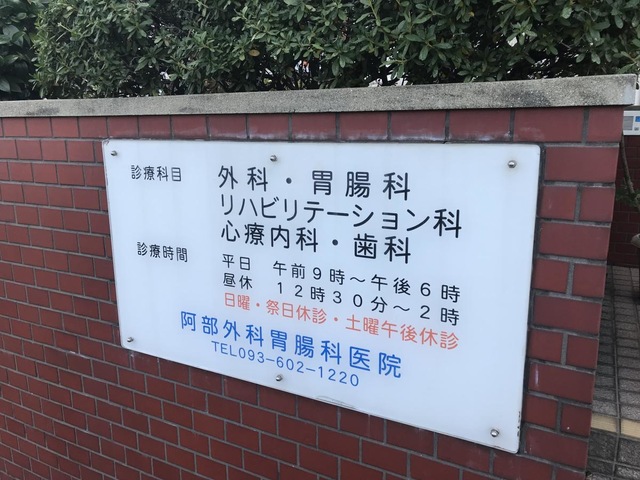 診療科目 外科・胃腸科
リハビリテーション科
心療内科・歯科
診療時間 平日 午前9時～午後6時
昼休 12時30分～2時
日曜・祭日休診・土曜午後休診
阿部外科胃腸科医院
TEL093-602-1220